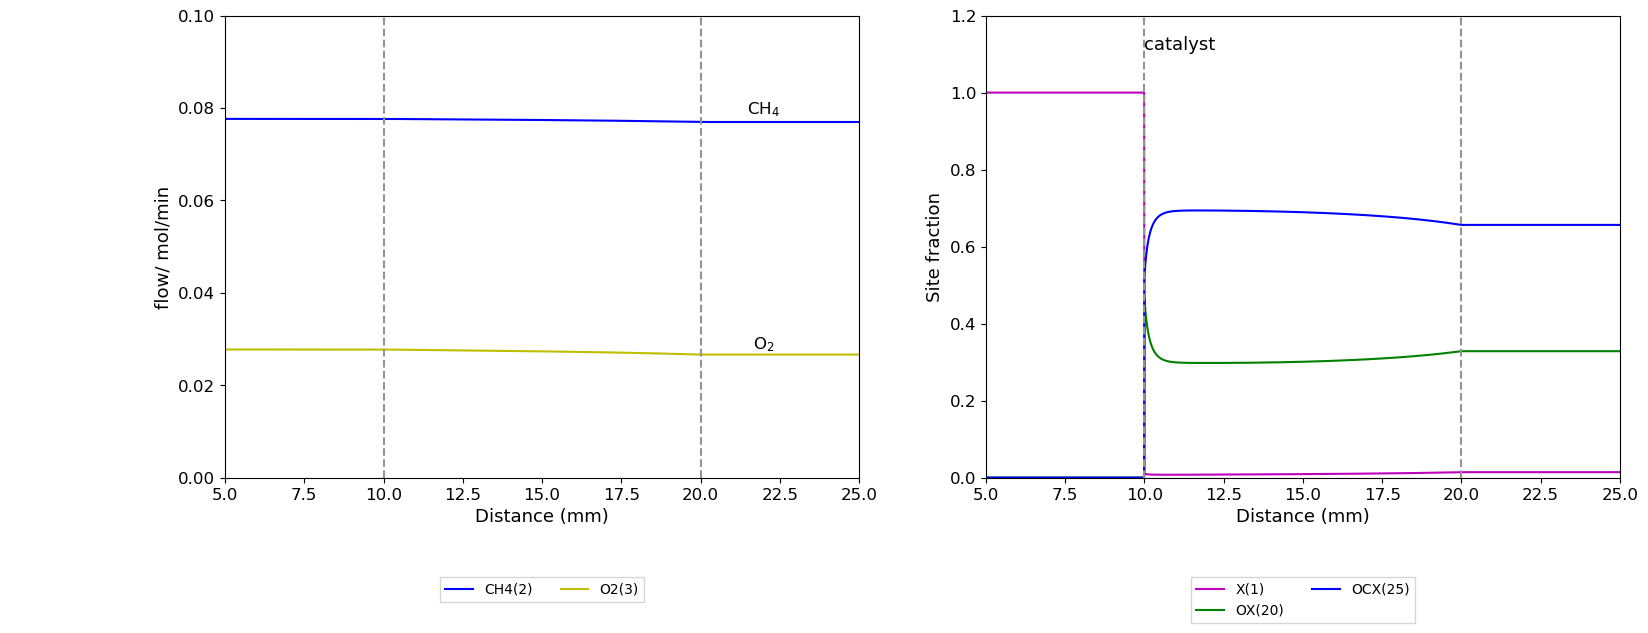 0.10
0.08
0.06
0.04
0.02
0.00
flow/ mol/min
CH₄
O₂
5.0 7.5 10.0 12.5 15.0 17.5 20.0 22.5 25.0
Distance (mm)
CH4(2) O2(3)
1.2
1.0
0.8
0.6
0.4
0.2
0.0
Site fraction
catalyst
5.0 7.5 10.0 12.5 15.0 17.5 20.0 22.5 25.0
Distance (mm)
X(1) OCX(25)
OX(20)